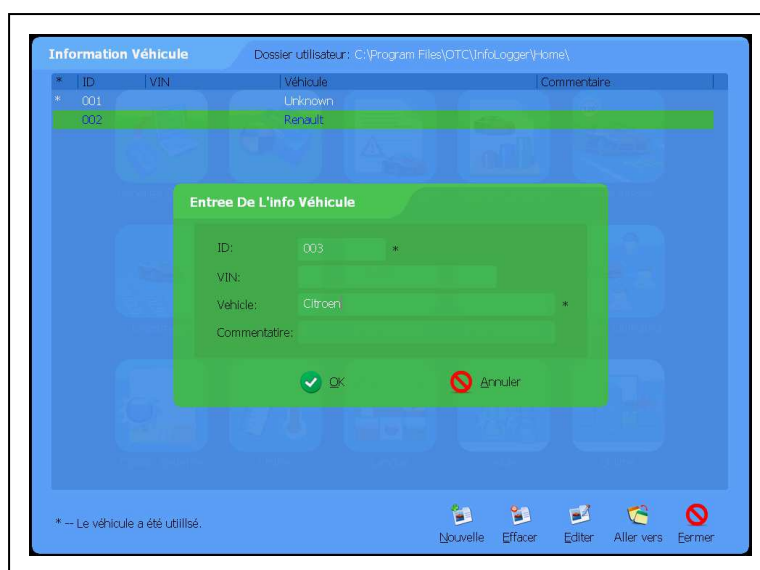 Information Véhicule Dossier utilisateur: C:\Program Files\OTC\InfoLogger\Home\
* ID VIN Véhicule Commentaire
* 001 Unknown
002 Renault
Entree De L'info Véhicule
ID: 003 *
VIN:
Vehicle: Citroen *
Commentatire:
OK Annuler
* -- Le véhicule a été utiilisé.
Nouvelle Effacer Editer Aller vers Fermer